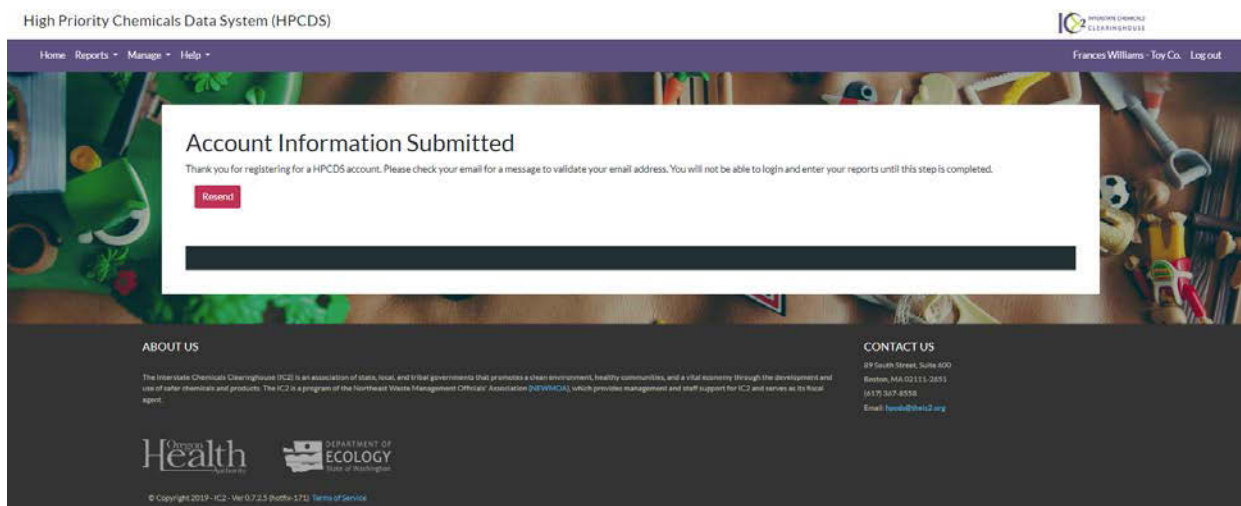 High Priority Chemicals Data System (HPCDS)
IC2 INTERSTATE CHEMICALS
CLEARINGHOUSE
Home Reports Manage Help
Frances Williams - Toy Co. Log out
Account Information Submitted
Thank you for registering for a HPCDS account. Please check your email for a message to validate your email address. You will not be able to login and enter your reports until this step is completed.
Resend
ABOUT US
The Interstate Chemicals Clearinghouse (IC2) is an association of state, local, and tribal governments that promotes a clean environment, healthy communities, and a vital economy through the development and
use of safer chemicals and products. The IC2 is a program of the Northeast Waste Management Officials' Association (NEWMOA), which provides management and staff support for IC2 and serves as its fiscal
agent.
CONTACT US
89 South Street, Suite 600
Boston, MA 02111-2651
(617) 367-8558
Email: hpcds@theic2.org
Oregon
Health
Authority
DEPARTMENT OF
ECOLOGY
State of Washington
© Copyright 2019 - IC2 - Ver 0.7.2.5 (hotfix-171) Terms of Service